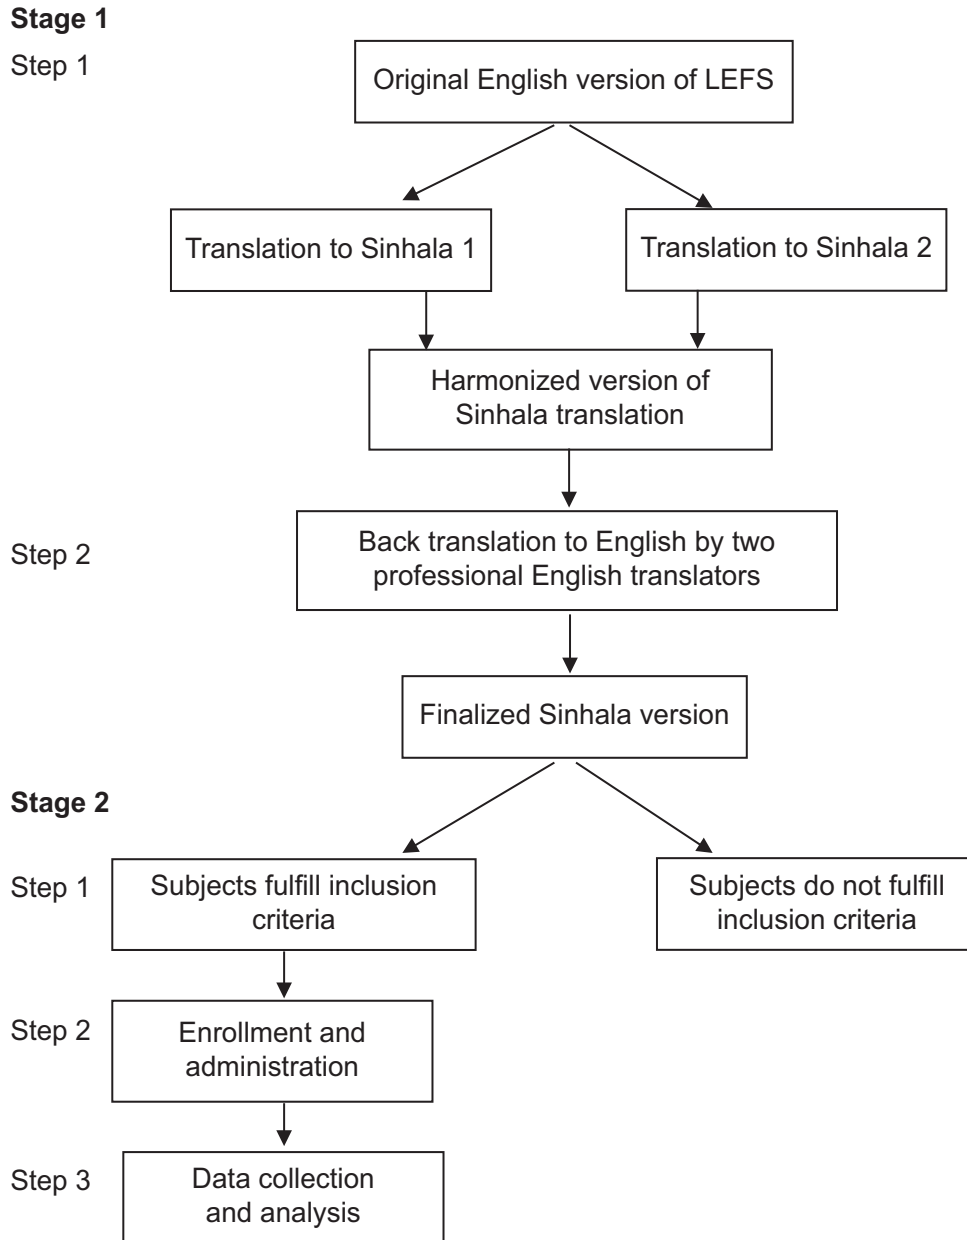 Stage 1
Step 1
Original English version of LEFS
Translation to Sinhala 1
Translation to Sinhala 2
Harmonized version of
Sinhala translation
Step 2
Back translation to English by two
professional English translators
Finalized Sinhala version
Stage 2
Step 1
Subjects fulfill inclusion
criteria
Subjects do not fulfill
inclusion criteria
Step 2
Enrollment and
administration
Step 3
Data collection
and analysis